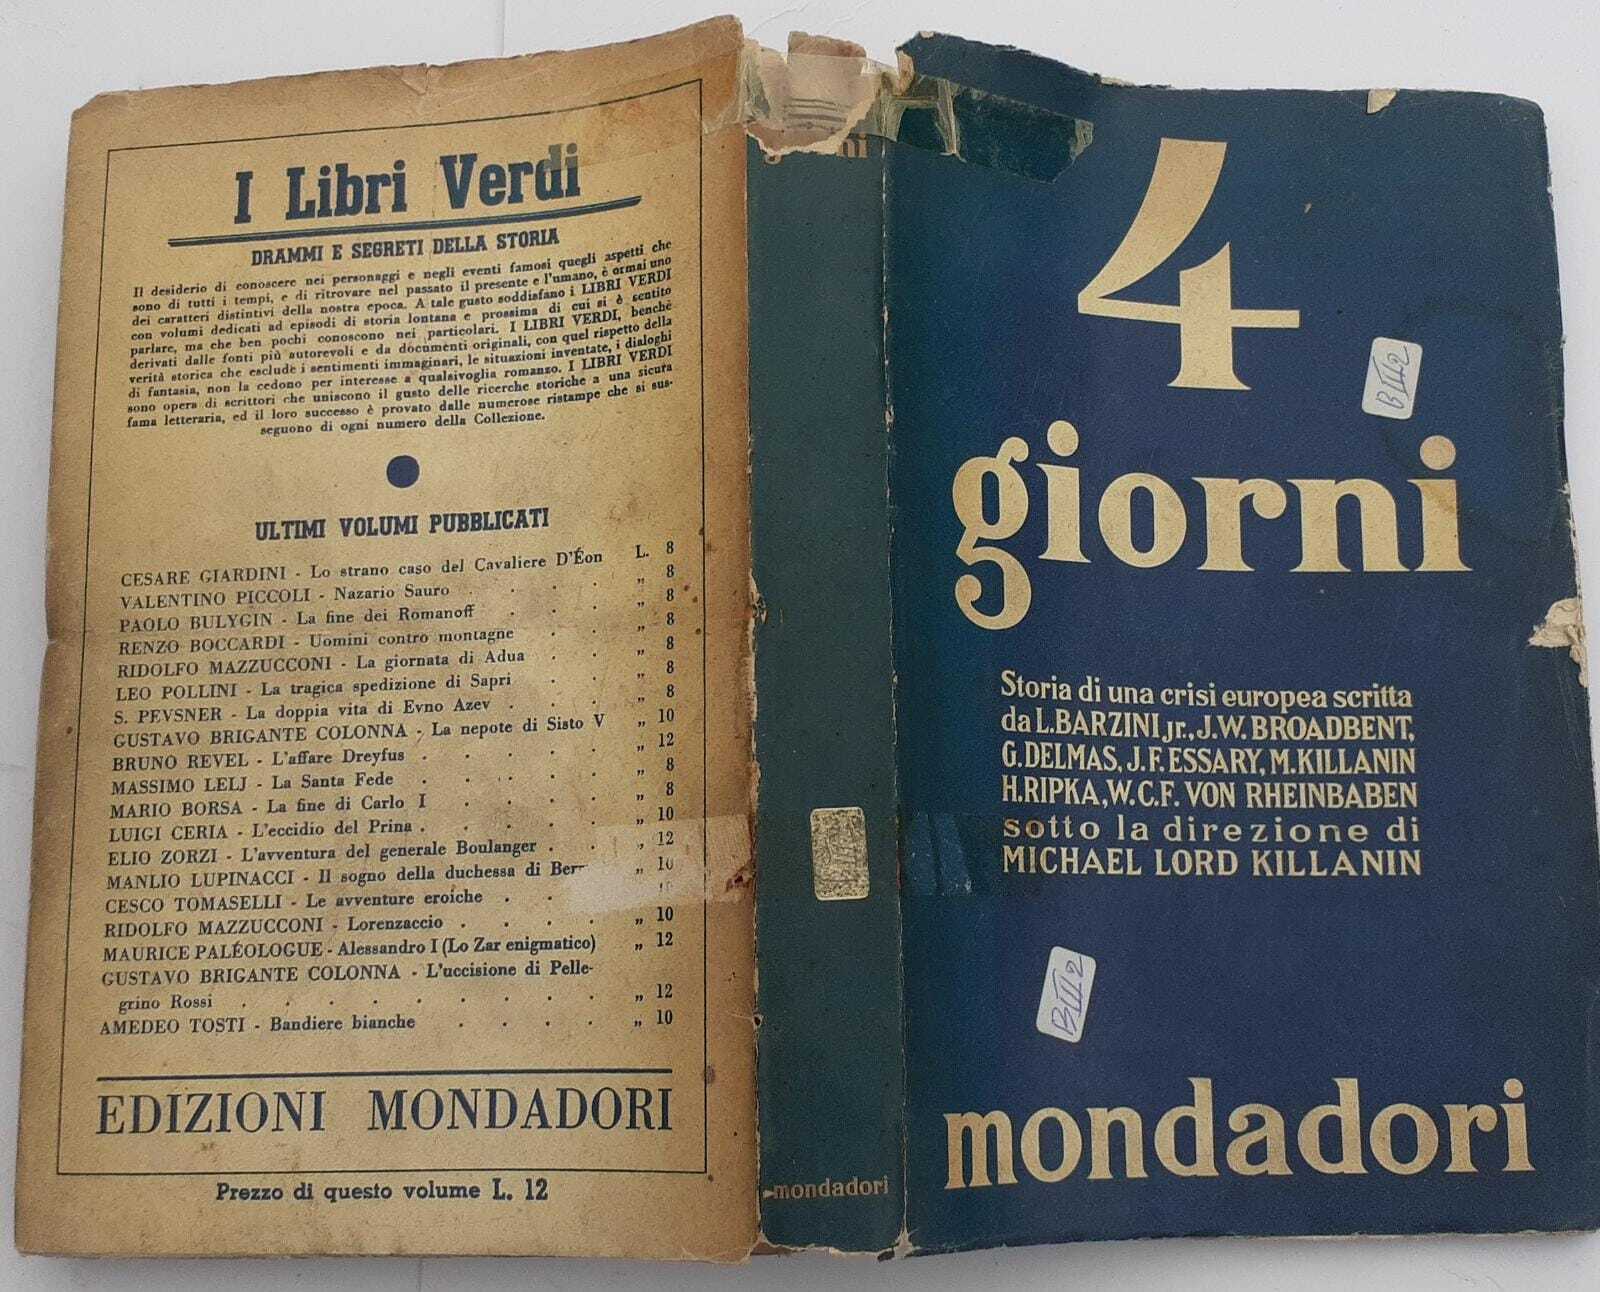 I Libri Verdi
DRAMMI E SEGRETI DELLA STORIA
Il desiderio di conoscere nei personaggi e negli eventi famosi quegli aspetti che
sono di tutti i tempi, e di ritrovare nel passato il presente e l'umano, è ormai uno
dei caratteri distintivi della nostra epoca. A tale gusto soddisfano i LIBRI VERDI
con volumi dedicati ad episodi di storia lontana e prossima di cui si è sentito
parlare, ma che ben pochi conoscono nei particolari. I LIBRI VERDI, benchè
derivati dalle fonti più autorevoli e da documenti originali, con quel rispetto della
verità storica che esclude i sentimenti immaginari, le situazioni inventate, i dialoghi
di fantasia, non la cedono per interesse a qualsivoglia romanzo. I LIBRI VERDI
sono opera di scrittori che uniscono il gusto delle ricerche storiche a una sicura
fama letteraria, ed il loro successo è provato dalle numerose ristampe che si sus-
seguono di ogni numero della Collezione.
ULTIMI VOLUMI PUBBLICATI
CESARE GIARDINI - Lo strano caso del Cavaliere D'Éon L. 8
VALENTINO PICCOLI - Nazario Sauro . . . . „ 8
PAOLO BULYGIN - La fine dei Romanoff . . . „ 8
RENZO BOCCARDI - Uomini contro montagne . . „ 8
RIDOLFO MAZZUCCONI - La giornata di Adua . . „ 8
LEO POLLINI - La tragica spedizione di Sapri . . „ 8
S. PEVSNER - La doppia vita di Evno Azev . . . „ 8
GUSTAVO BRIGANTE COLONNA - La nepote di Sisto V „ 10
BRUNO REVEL - L'affare Dreyfus . . . . . „ 12
MASSIMO LELJ - La Santa Fede . . . . . „ 8
MARIO BORSA - La fine di Carlo I . . . . „ 8
LUIGI CERIA - L'eccidio del Prina . . . . . „ 10
ELIO ZORZI - L'avventura del generale Boulanger . . „ 12
MANLIO LUPINACCI - Il sogno della duchessa di „ 10
CESCO TOMASELLI - Le avventure eroiche . .
RIDOLFO MAZZUCCONI - Lorenzaccio . . . . „ 10
MAURICE PALÉOLOGUE - Alessandro I (Lo Zar enigmatico) „ 12
GUSTAVO BRIGANTE COLONNA - L'uccisione di Pelle-
grino Rossi . . . . . . . . . „ 12
AMEDEO TOSTI - Bandiere bianche . . . . „ 10
EDIZIONI MONDADORI
Prezzo di questo volume L. 12
giorni
mondadori
4
giorni
BIII2
Storia di una crisi europea scritta
da L.BARZINI Jr., J.W. BROADBENT,
G. DELMAS, J.F. ESSARY, M. KILLANIN
H. RIPKA, W.C.F. VON RHEINBABEN
sotto la direzione di
MICHAEL LORD KILLANIN
BIII2
mondadori